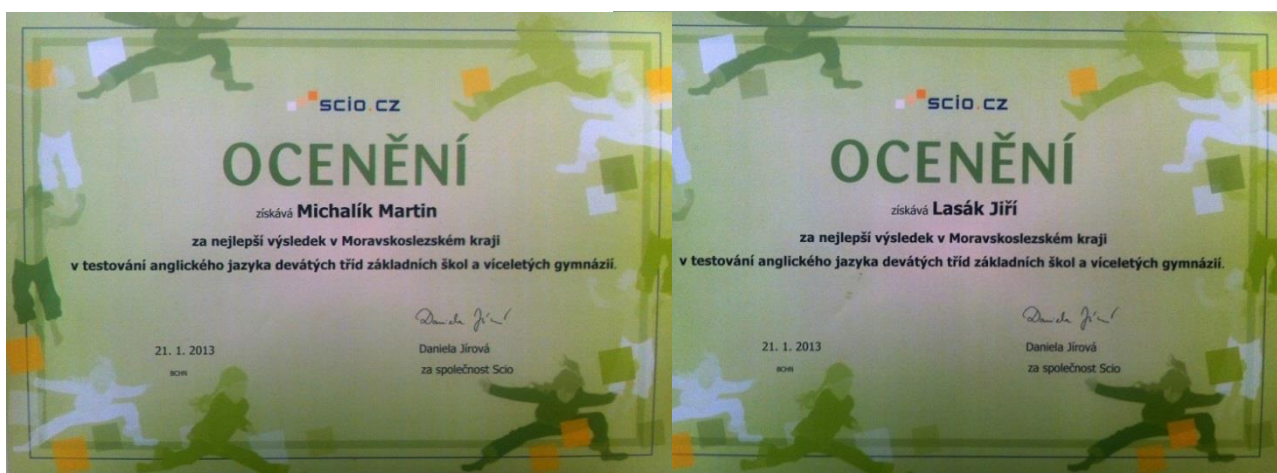 scio.cz
OCENĚNÍ
získává Michalík Martin
za nejlepší výsledek v Moravskoslezském kraji
v testování anglického jazyka devátých tříd základních škol a víceletých gymnázií.
21. 1. 2013
BCHN
Daniela Jírová
za společnost Scio
scio.cz
OCENĚNÍ
získává Lasák Jiří
za nejlepší výsledek v Moravskoslezském kraji
v testování anglického jazyka devátých tříd základních škol a víceletých gymnázií.
21. 1. 2013
Daniela Jírová
za společnost Scio